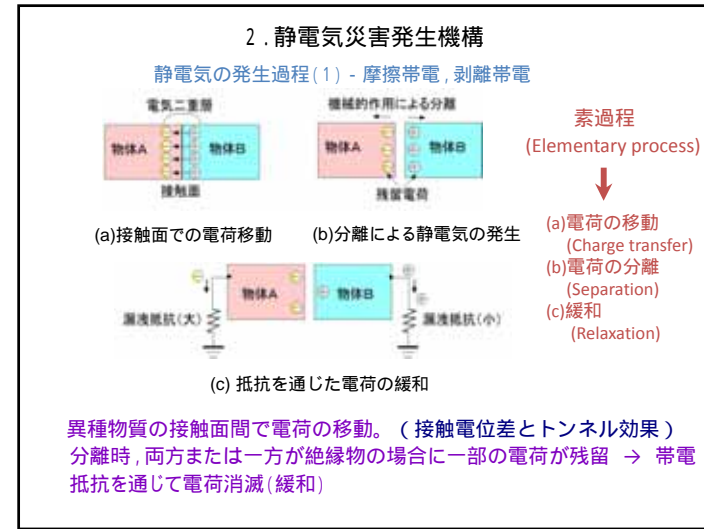 ２.静電気災害発生機構
静電気の発生過程(1) - 摩擦帯電,剥離帯電
電気二重層
物体A
物体B
接触面
(a)接触面での電荷移動
機械的作用による分離
物体A
物体B
残留電荷
(b)分離による静電気の発生
物体A
物体B
漏洩抵抗(大)
漏洩抵抗(小)
(c) 抵抗を通じた電荷の緩和
素過程
(Elementary process)
(a)電荷の移動
(Charge transfer)
(b)電荷の分離
(Separation)
(c)緩和
(Relaxation)
異種物質の接触面間で電荷の移動。(接触電位差とトンネル効果)
分離時,両方または一方が絶縁物の場合に一部の電荷が残留 → 帯電
抵抗を通じて電荷消滅(緩和)